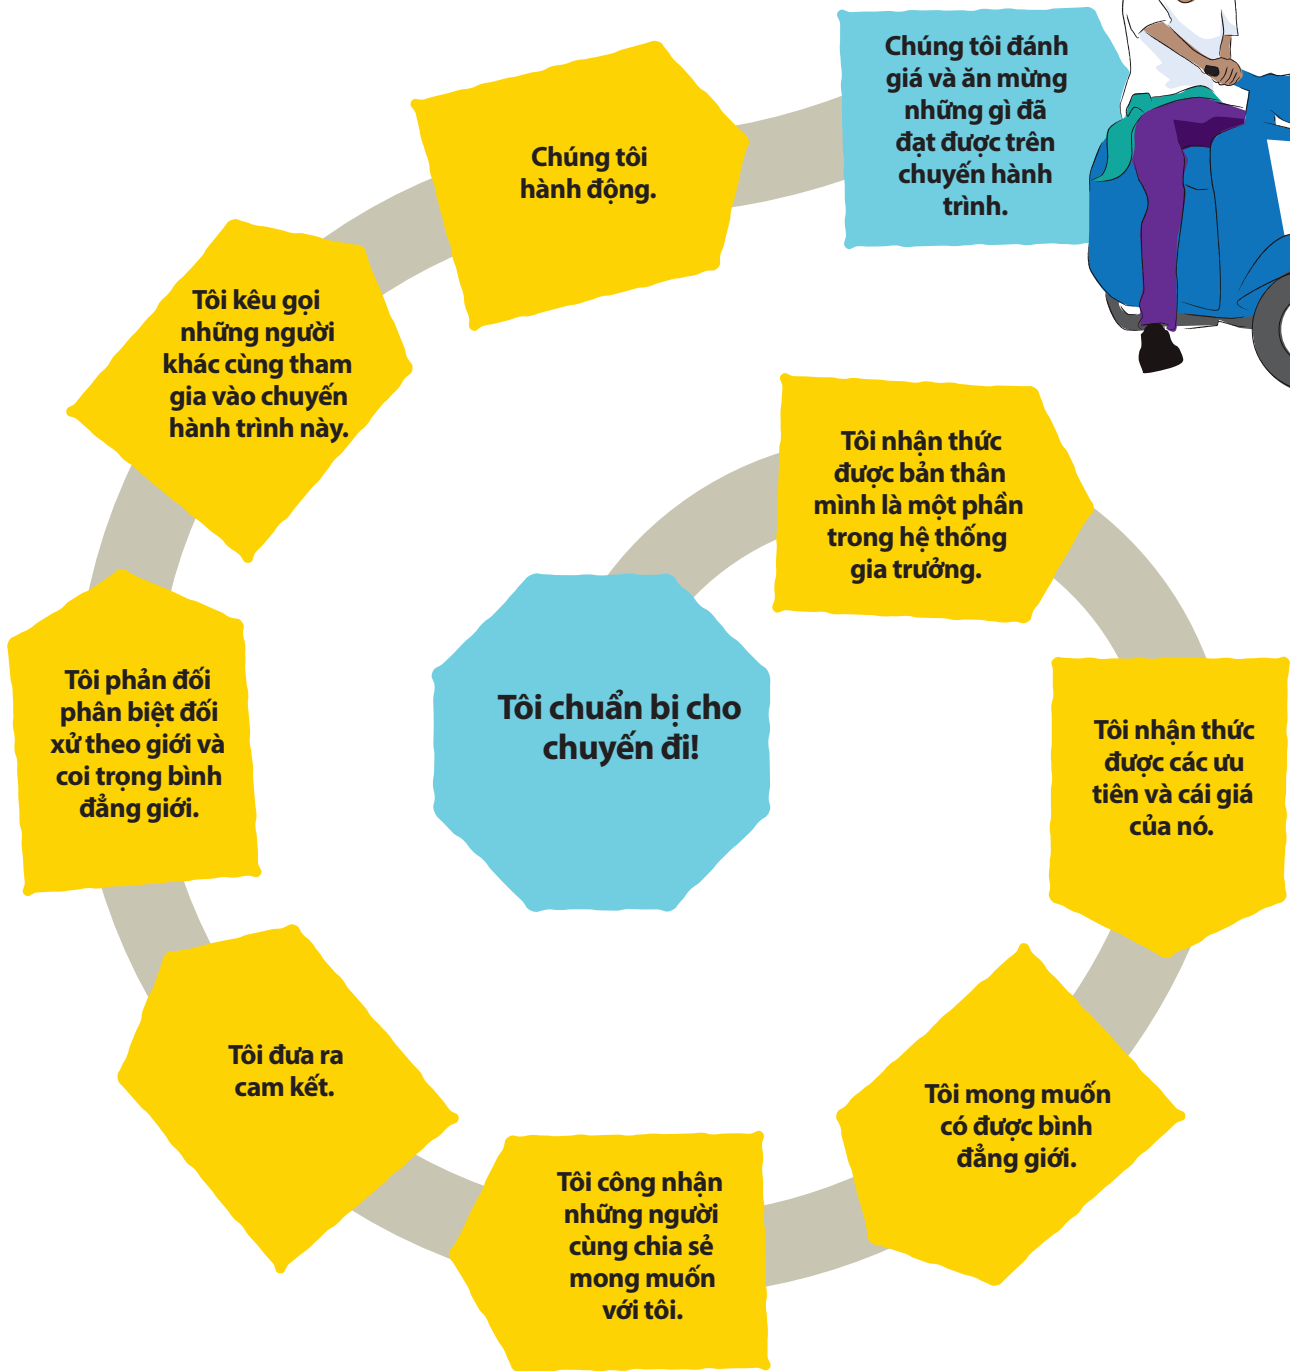 Chúng tôi đánh
giá và ăn mừng
những gì đã
đạt được trên
chuyến hành
trình.
Chúng tôi
hành động.
Tôi kêu gọi
những người
khác cùng tham
gia vào chuyến
hành trình này.
Tôi nhận thức
được bản thân
mình là một phần
trong hệ thống
gia trưởng.
Tôi phản đối
phân biệt đối
xử theo giới và
coi trọng bình
đẳng giới.
Tôi chuẩn bị cho
chuyến đi!
Tôi nhận thức
được các ưu
tiên và cái giá
của nó.
Tôi đưa ra
cam kết.
Tôi mong muốn
có được bình
đẳng giới.
Tôi công nhận
những người
cùng chia sẻ
mong muốn
với tôi.